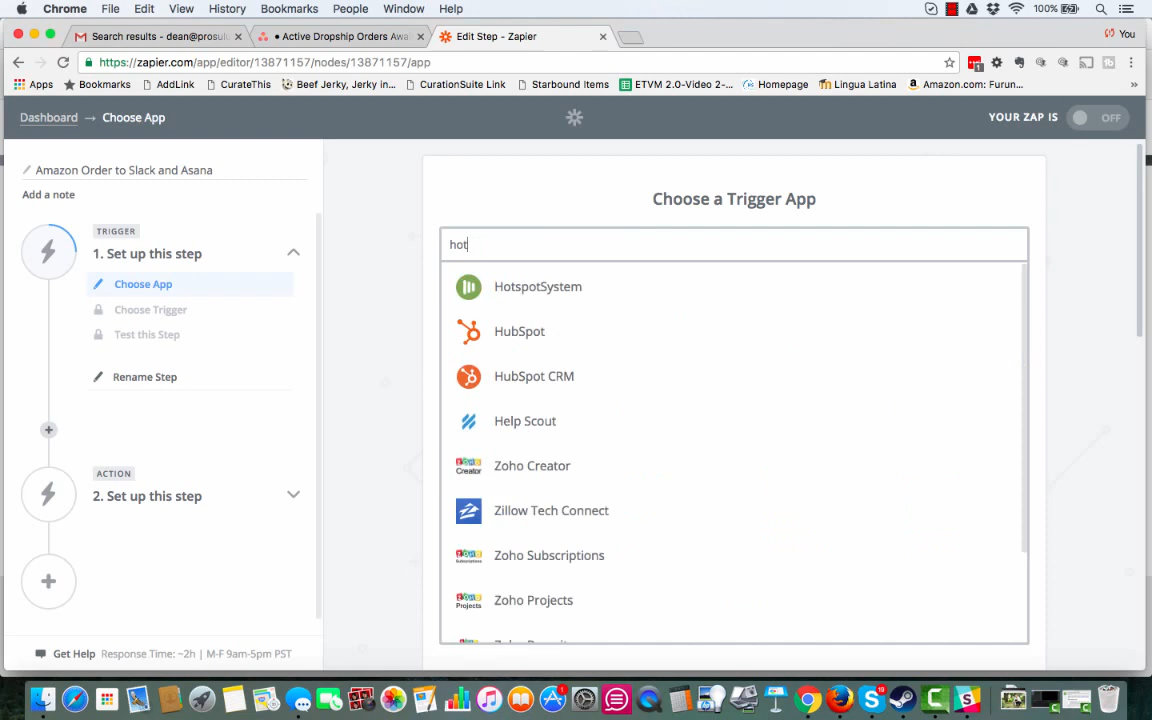 Chrome File Edit View History Bookmarks People Window Help 100%
Search results - dean@prosul × • Active Dropship Orders Awa × Edit Step - Zapier × You
https://zapier.com/app/editor/13871157/nodes/13871157/app
Apps Bookmarks AddLink CurateThis Beef Jerky, Jerky in... CurationSuite Link Starbound Items ETVM 2.0-Video 2-... Homepage Lingua Latina Amazon.com: Furun... »
Dashboard → Choose App YOUR ZAP IS OFF
Amazon Order to Slack and Asana
Add a note
TRIGGER
1. Set up this step
Choose App
Choose Trigger
Test this Step
Rename Step
ACTION
2. Set up this step
Get Help Response Time: ~2h | M-F 9am-5pm PST
Choose a Trigger App
hot
HotspotSystem
HubSpot
HubSpot CRM
Help Scout
Zoho Creator
Zillow Tech Connect
Zoho Subscriptions
Zoho Projects